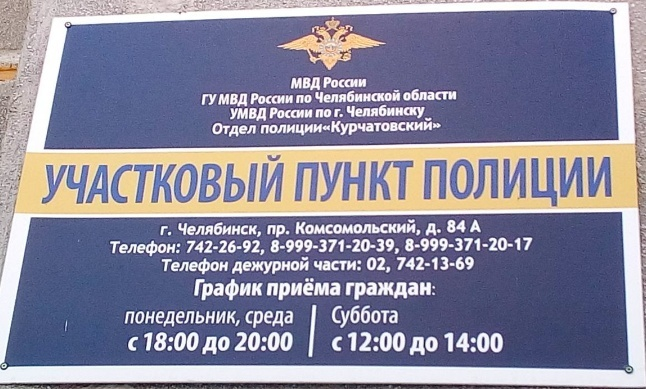 МВД России
ГУ МВД России по Челябинской области
УМВД России по г. Челябинску
Отдел полиции«Курчатовский»
УЧАСТКОВЫЙ ПУНКТ ПОЛИЦИИ
г. Челябинск, пр. Комсомольский, д. 84 А
Телефон: 742-26-92, 8-999-371-20-39, 8-999-371-20-17
Телефон дежурной части: 02, 742-13-69
График приёма граждан:
понедельник, среда
с 18:00 до 20:00
Суббота
с 12:00 до 14:00